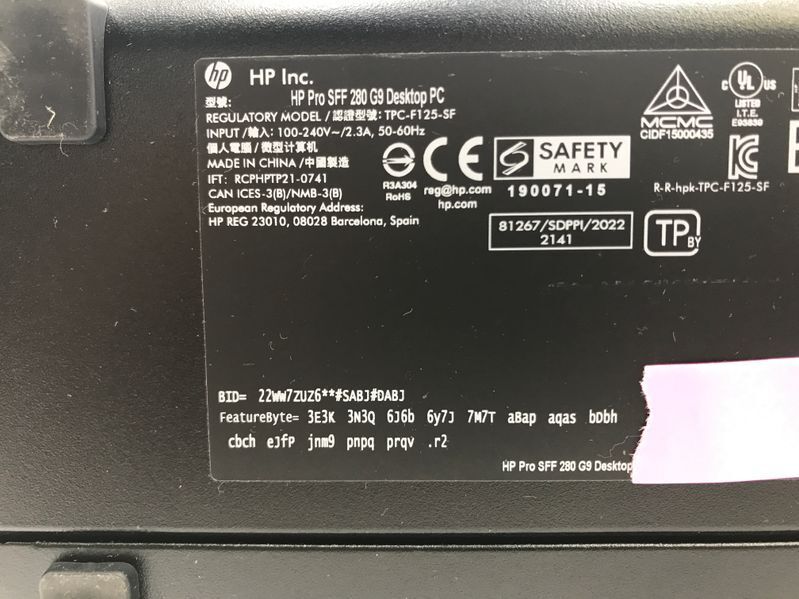 hp HP Inc.
型號: HP Pro SFF 280 G9 Desktop PC
REGULATORY MODEL / 認證型號: TPC-F125-SF
INPUT / 輸入: 100-240V~/2.3A, 50-60Hz
個人電腦 / 微型计算机
MADE IN CHINA / 中國製造
IFT: RCPHPTP21-0741
CAN ICES-3(B)/NMB-3(B)
European Regulatory Address:
HP REG 23010, 08028 Barcelona, Spain
R3A304
RoHS
CE
reg@hp.com
hp.com
SAFETY
MARK
190071-15
81267/SDPPI/2022
2141
MCMC
CIDF15000435
C UL US
LISTED
I.T.E.
E93839
R-R-hpk-TPC-F125-SF
TP BY
BID= 22WW7ZUZ6**#SABJ#DABJ
FeatureByte= 3E3K 3N3Q 6J6b 6y7J 7M7T aBap aqas bDbh
cbch eJfP jnm9 pnpq prqv .r2
HP Pro SFF 280 G9 Desktop